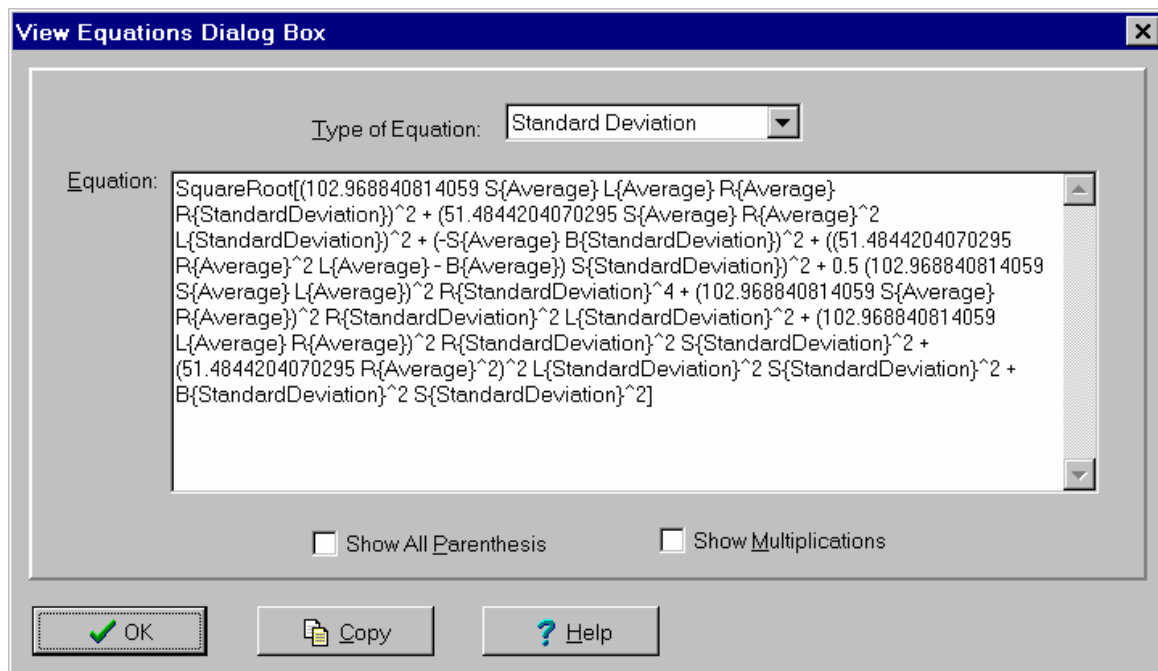 View Equations Dialog Box
Type of Equation: Standard Deviation
Equation:
SquareRoot[(102.968840814059 S{Average} L{Average} R{Average}
R{StandardDeviation})^2 + (51.4844204070295 S{Average} R{Average}^2
L{StandardDeviation})^2 + (-S{Average} B{StandardDeviation})^2 + ((51.4844204070295
R{Average}^2 L{Average} - B{Average}) S{StandardDeviation})^2 + 0.5 (102.968840814059
S{Average} L{Average})^2 R{StandardDeviation}^4 + (102.968840814059 S{Average}
R{Average})^2 R{StandardDeviation}^2 L{StandardDeviation}^2 + (102.968840814059
L{Average} R{Average})^2 R{StandardDeviation}^2 S{StandardDeviation}^2 +
(51.4844204070295 R{Average}^2)^2 L{StandardDeviation}^2 S{StandardDeviation}^2 +
B{StandardDeviation}^2 S{StandardDeviation}^2]
Show All Parenthesis Show Multiplications
OK Copy Help